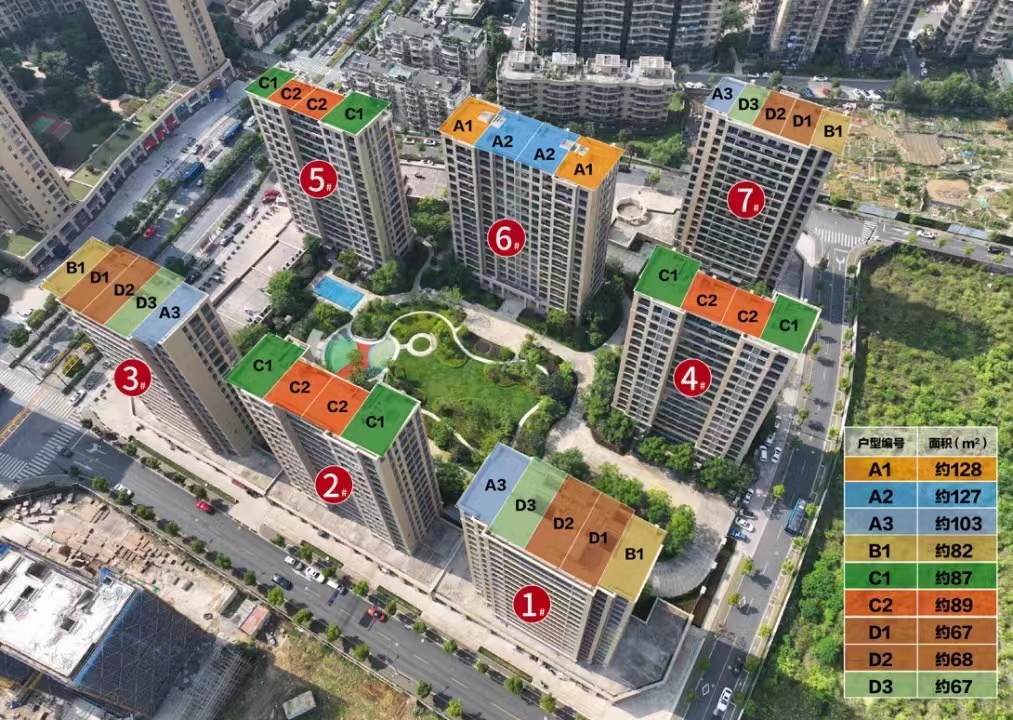 C1 C2 C2 C1
5#
A1 A2 A2 A1
6#
A3 D3 D2 D1 B1
7#
B1 D1 D2 D3 A3
3#
C1 C2 C2 C1
2#
C1 C2 C2 C1
4#
A3 D3 D2 D1 B1
1#
户型编号 面积(m²)
A1 约128
A2 约127
A3 约103
B1 约82
C1 约87
C2 约89
D1 约67
D2 约68
D3 约67